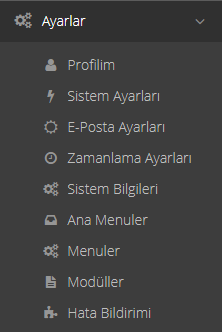 Ayarlar
Profilim
Sistem Ayarları
E-Posta Ayarları
Zamanlama Ayarları
Sistem Bilgileri
Ana Menuler
Menuler
Modüller
Hata Bildirimi